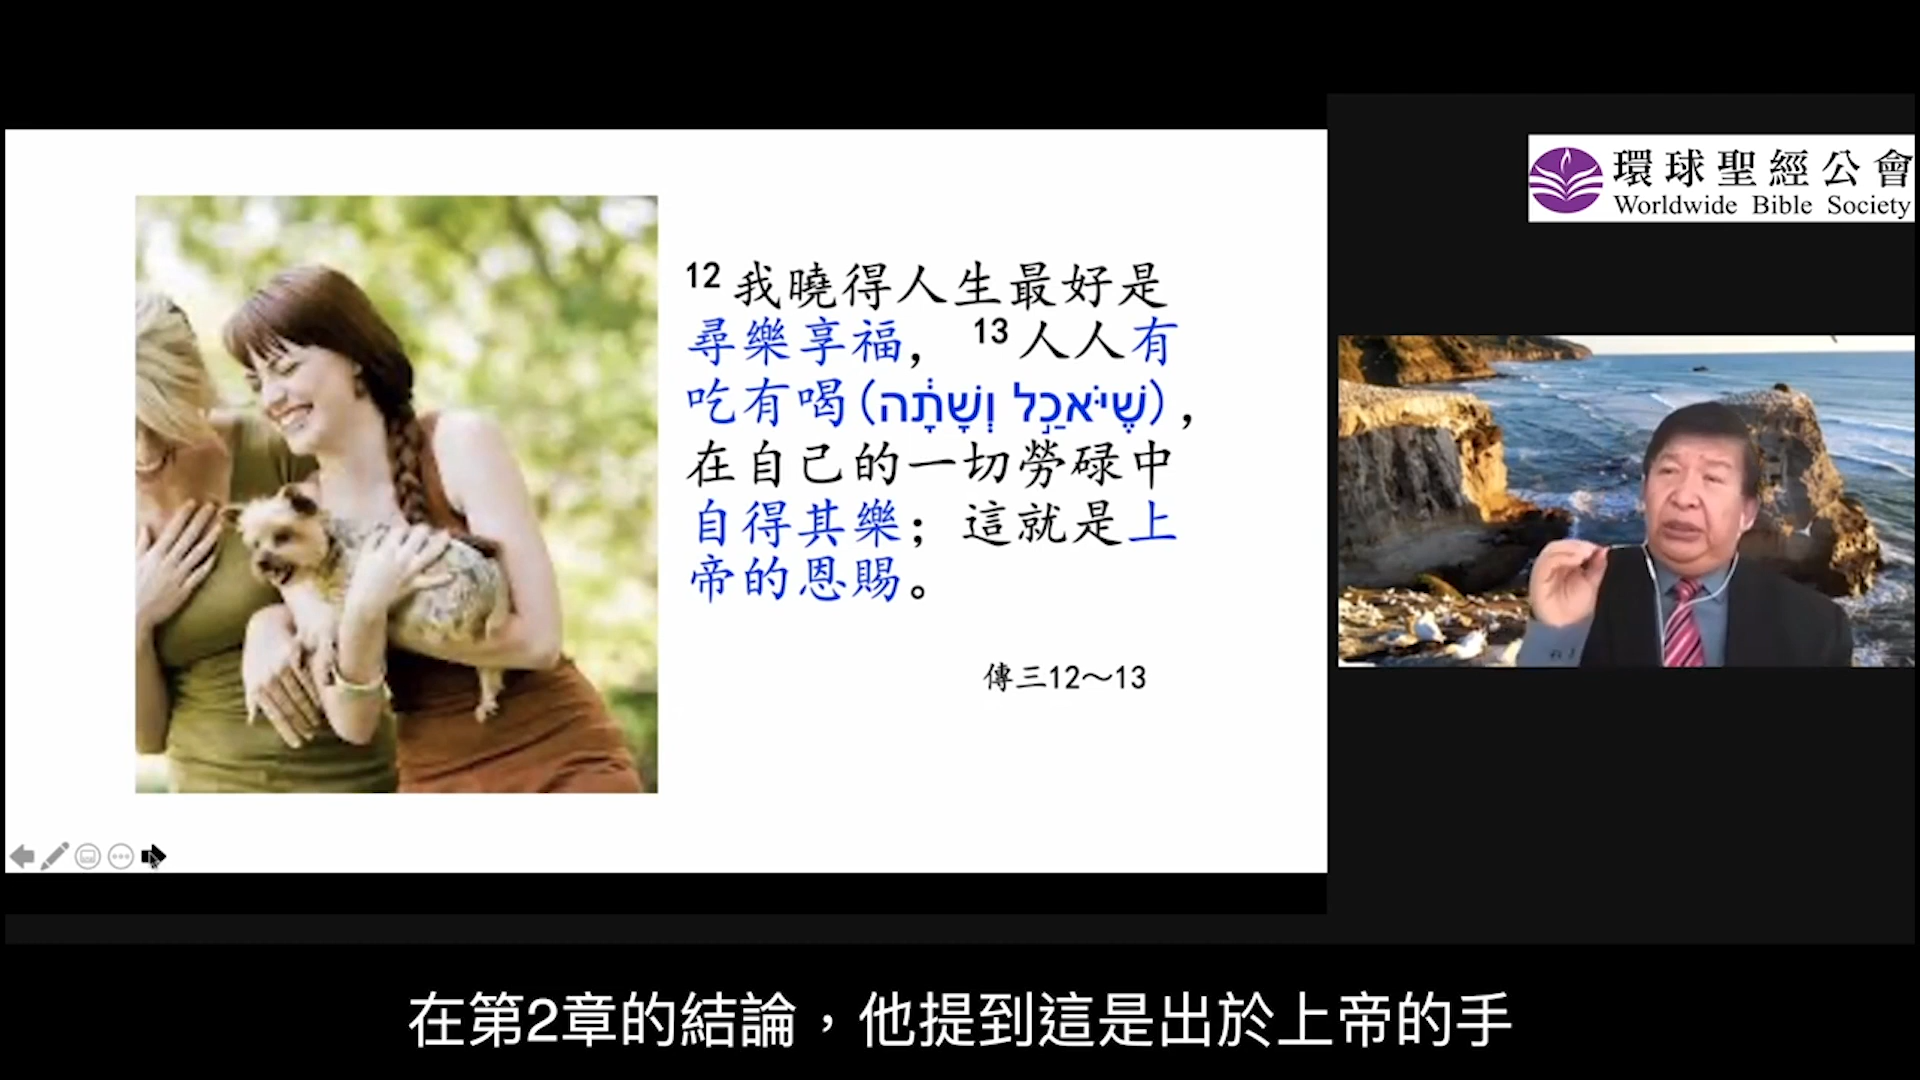 環球聖經公會
Worldwide Bible Society
12 我曉得人生最好是
尋樂享福， 13 人人有
吃有喝(שֶׁיֹּאכַ֣ל וְשָׁתָ֔ה)，
在自己的一切勞碌中
自得其樂；這就是上
帝的恩賜。
傳三12～13
在第2章的結論，他提到這是出於上帝的手